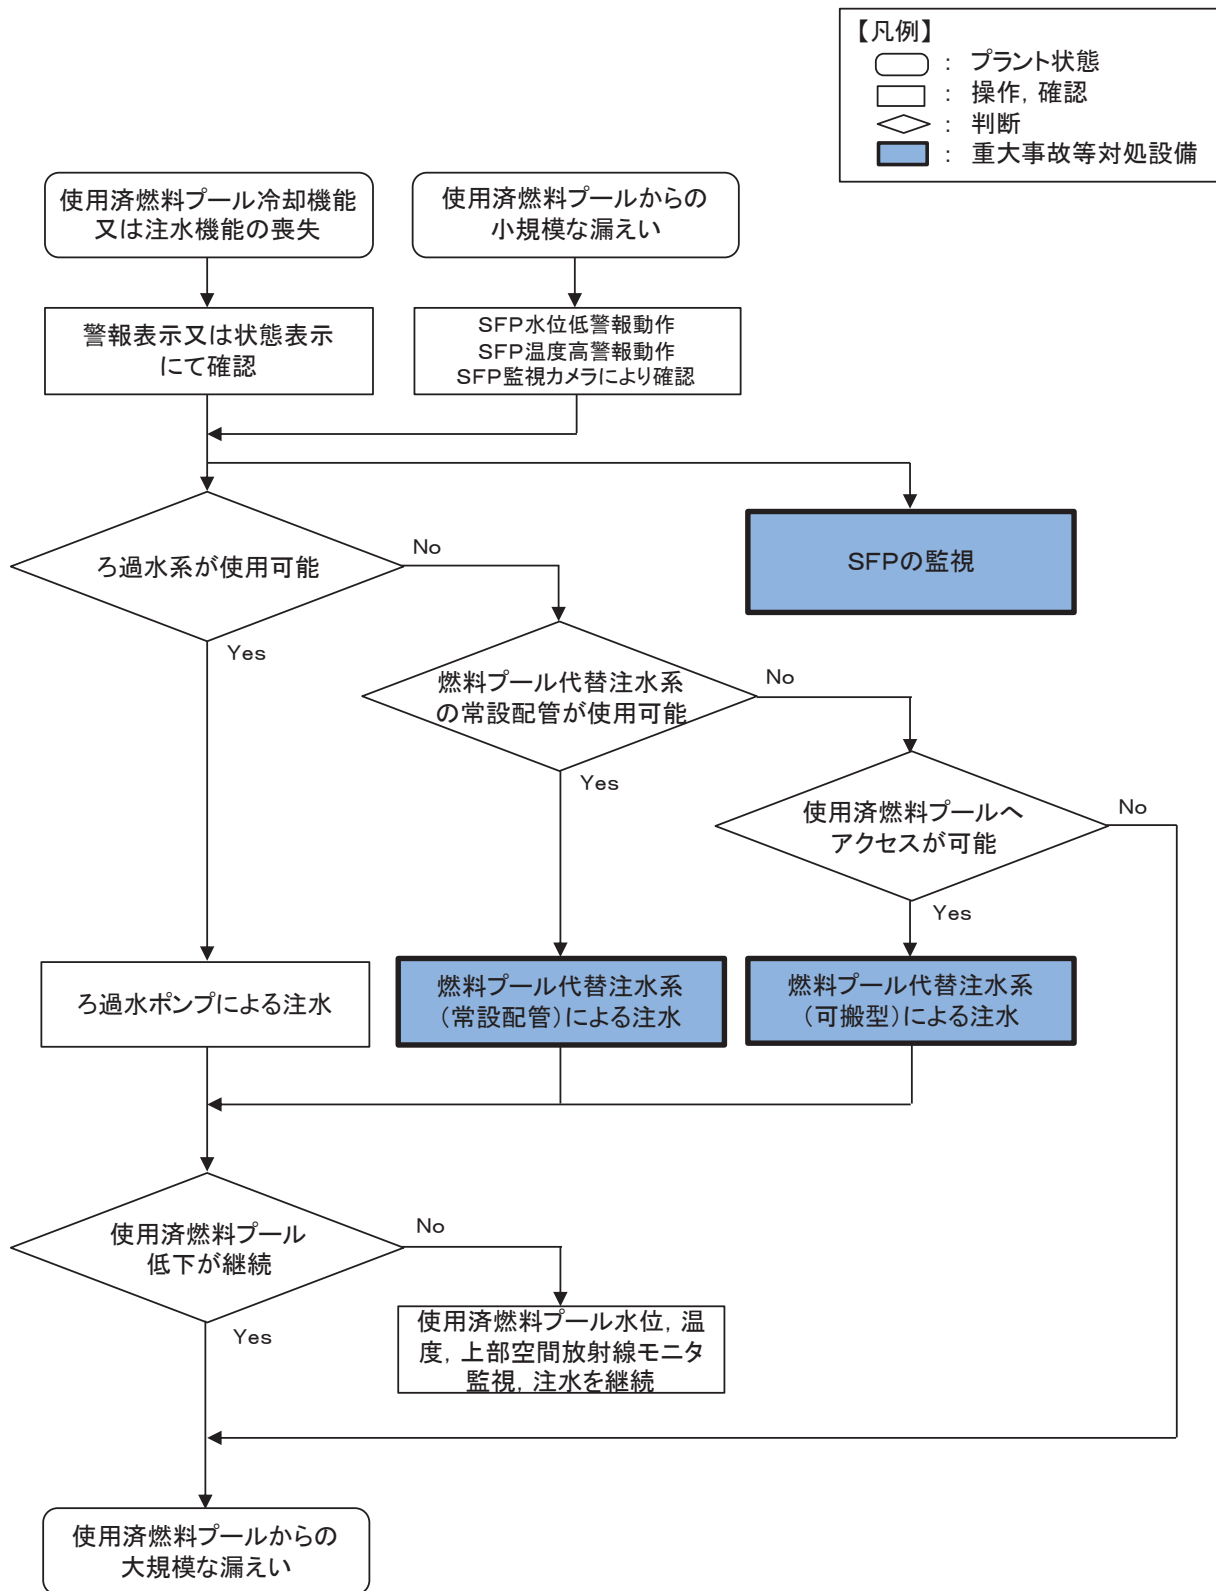 【凡例】
： プラント状態
： 操作，確認
： 判断
： 重大事故等対処設備
使用済燃料プール冷却機能
又は注水機能の喪失
使用済燃料プールからの
小規模な漏えい
警報表示又は状態表示
にて確認
ＳＦＰ水位低警報動作
ＳＦＰ温度高警報動作
ＳＦＰ監視カメラにより確認
ろ過水系が使用可能
No
Yes
SFPの監視
燃料プール代替注水系
の常設配管が使用可能
No
Yes
使用済燃料プールへ
アクセスが可能
No
Yes
ろ過水ポンプによる注水
燃料プール代替注水系
（常設配管）による注水
燃料プール代替注水系
（可搬型）による注水
使用済燃料プール
低下が継続
No
Yes
使用済燃料プール水位，温
度，上部空間放射線モニタ
監視，注水を継続
使用済燃料プールからの
大規模な漏えい